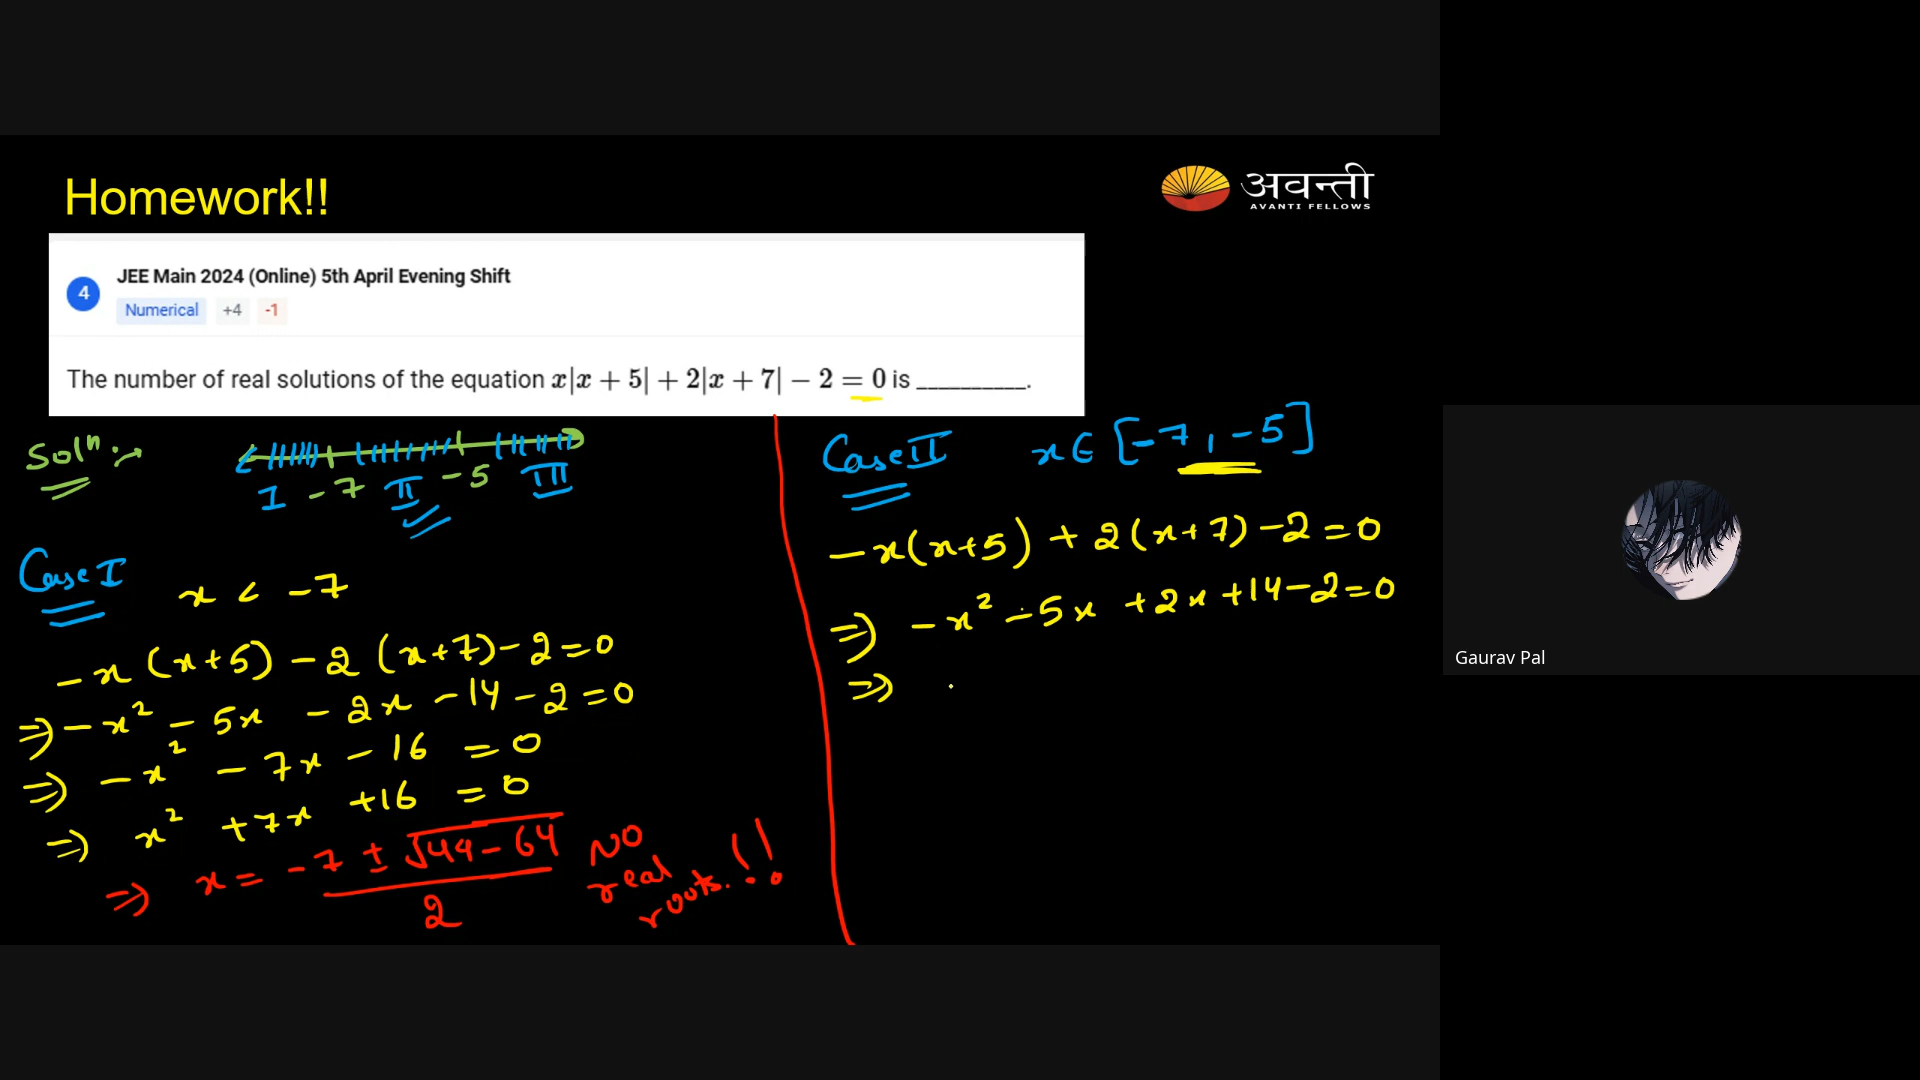 Homework!!
अवन्ती
AVANTI FELLOWS
4
JEE Main 2024 (Online) 5th April Evening Shift
Numerical +4 -1
The number of real solutions of the equation x|x + 5| + 2|x + 7| − 2 = 0 is ________.
Solⁿ :→
I -7 II -5 III
Case I
x < -7
-x(x+5) - 2(x+7) - 2 = 0
⇒ -x² - 5x - 2x - 14 - 2 = 0
⇒ -x² - 7x - 16 = 0
⇒ x² + 7x + 16 = 0
⇒ x = -7 ± √49-64 / 2
NO real roots.!!
Case II x ∈ [-7, -5]
-x(x+5) + 2(x+7) - 2 = 0
⇒ -x² - 5x + 2x + 14 - 2 = 0
⇒
Gaurav Pal